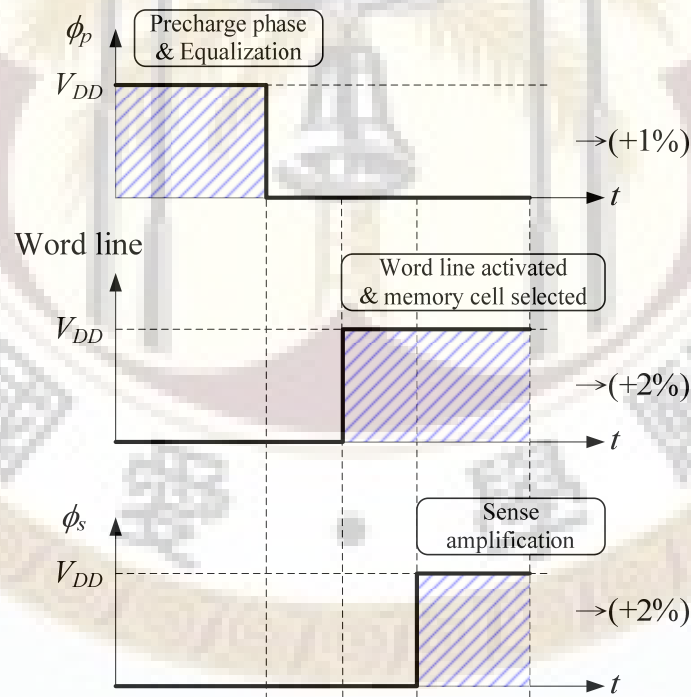 Precharge phase
& Equalization
ϕp
VDD
→(+1%)
t
Word line
Word line activated
& memory cell selected
VDD
→(+2%)
t
ϕs
Sense
amplification
VDD
→(+2%)
t